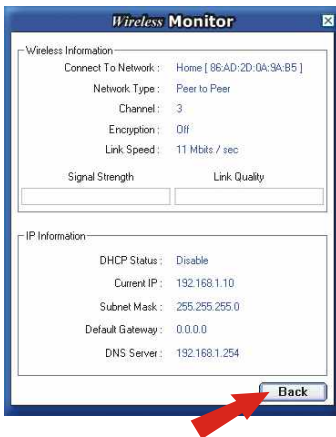 Wireless Monitor
Wireless Information
Connect To Network : Home [ 86:AD:2D:0A:9A:B5 ]
Network Type : Peer to Peer
Channel : 3
Encryption : Off
Link Speed : 11 Mbits / sec
Signal Strength Link Quality
IP Information
DHCP Status : Disable
Current IP : 192.168.1.10
Subnet Mask : 255.255.255.0
Default Gateway : 0.0.0.0
DNS Server : 192.168.1.254
Back